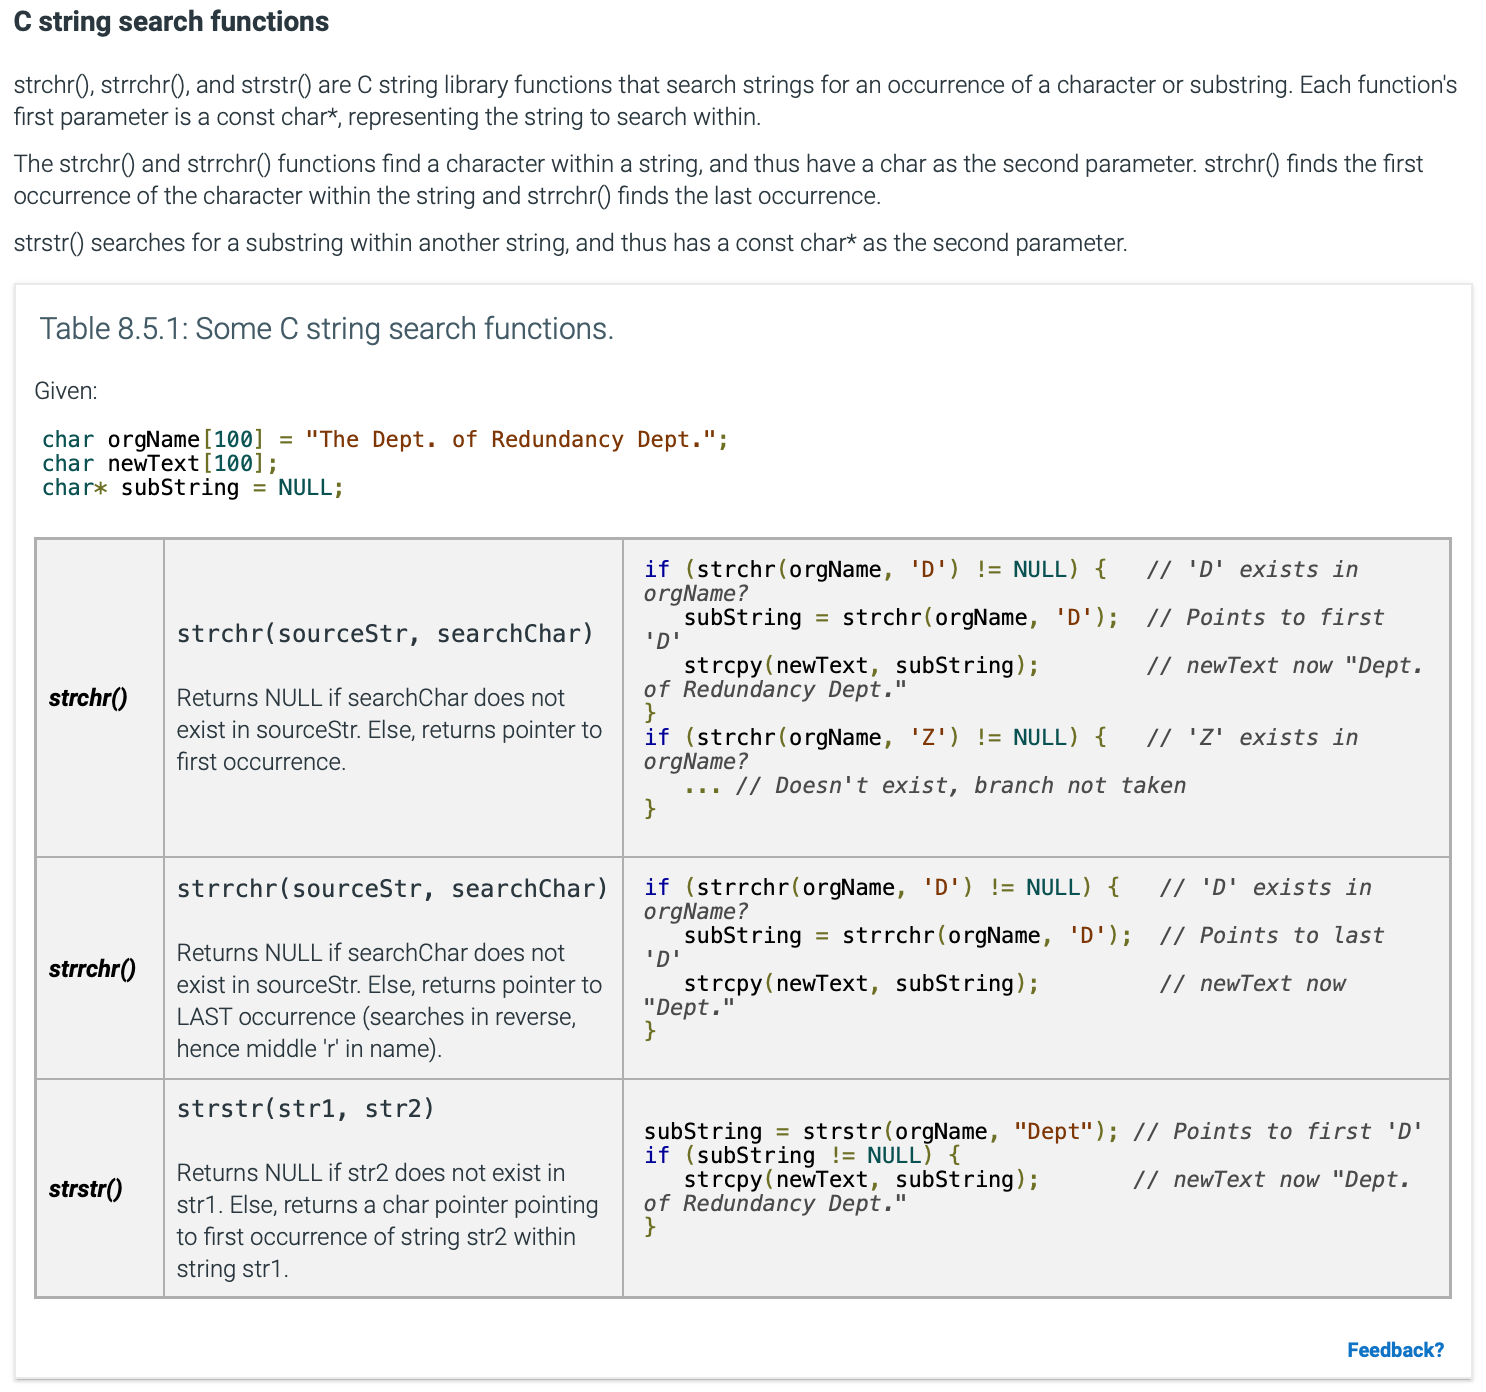 C string search functions
strchr(), strrchr(), and strstr() are C string library functions that search strings for an occurrence of a character or substring. Each function's
first parameter is a const char*, representing the string to search within.
The strchr() and strrchr() functions find a character within a string, and thus have a char as the second parameter. strchr() finds the first
occurrence of the character within the string and strrchr() finds the last occurrence.
strstr() searches for a substring within another string, and thus has a const char* as the second parameter.
Table 8.5.1: Some C string search functions.
Given:
char orgName[100] = "The Dept. of Redundancy Dept.";
char newText[100];
char* subString = NULL;
strchr()
strchr(sourceStr, searchChar)
Returns NULL if searchChar does not
exist in sourceStr. Else, returns pointer to
first occurrence.
if (strchr(orgName, 'D') != NULL) {   // 'D' exists in
orgName?
   subString = strchr(orgName, 'D');  // Points to first
'D'
   strcpy(newText, subString);        // newText now "Dept.
of Redundancy Dept."
}
if (strchr(orgName, 'Z') != NULL) {   // 'Z' exists in
orgName?
   ... // Doesn't exist, branch not taken
}
strrchr()
strrchr(sourceStr, searchChar)
Returns NULL if searchChar does not
exist in sourceStr. Else, returns pointer to
LAST occurrence (searches in reverse,
hence middle 'r' in name).
if (strrchr(orgName, 'D') != NULL) {   // 'D' exists in
orgName?
   subString = strrchr(orgName, 'D');  // Points to last
'D'
   strcpy(newText, subString);         // newText now
"Dept."
}
strstr()
strstr(str1, str2)
Returns NULL if str2 does not exist in
str1. Else, returns a char pointer pointing
to first occurrence of string str2 within
string str1.
subString = strstr(orgName, "Dept"); // Points to first 'D'
if (subString != NULL) {
   strcpy(newText, subString);       // newText now "Dept.
of Redundancy Dept."
}
Feedback?